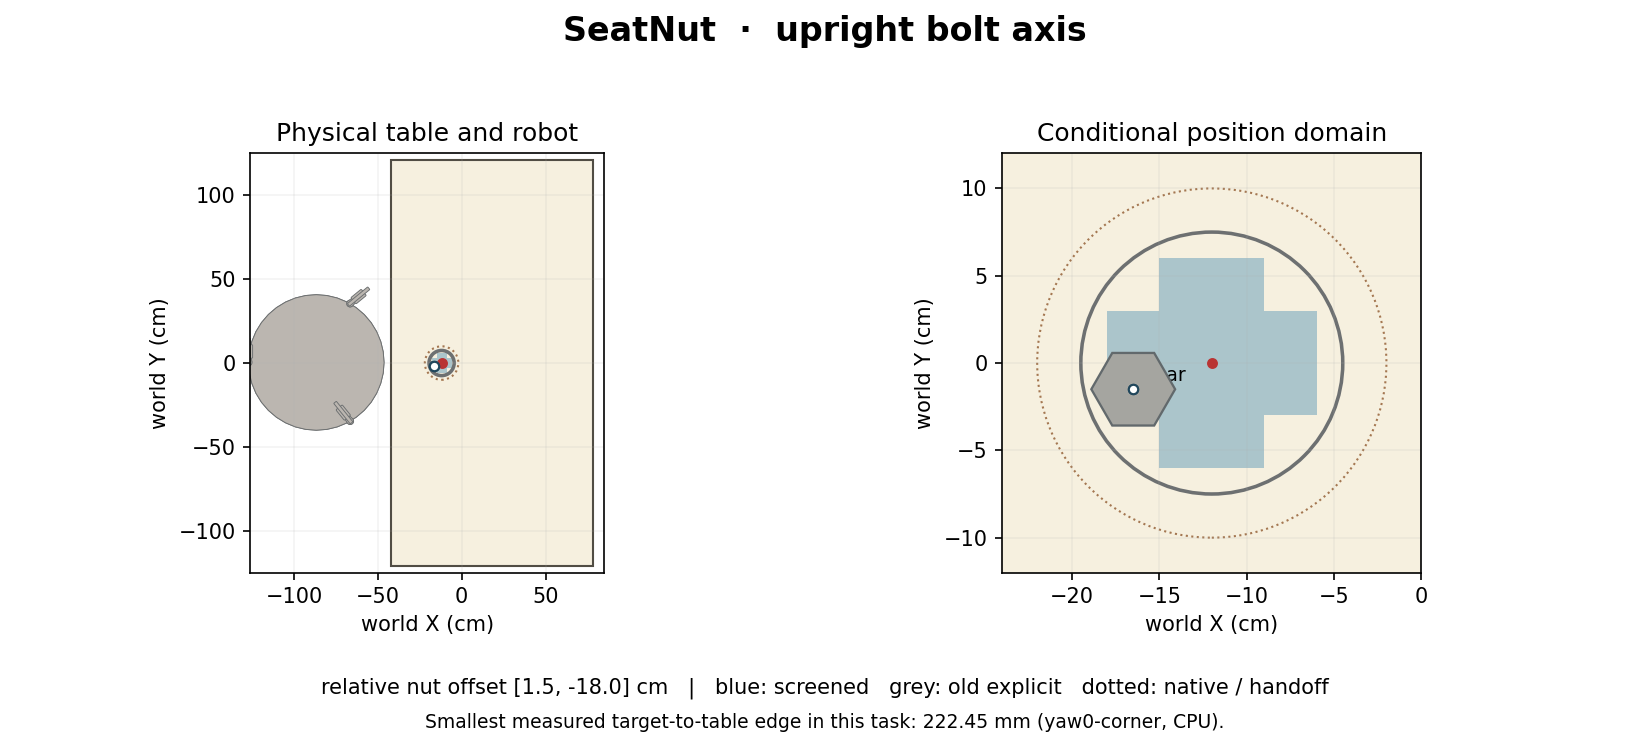 SeatNut · upright bolt axis
Physical table and robot
Conditional position domain
100
50
0
−50
−100
−100 −50 0 50
world X (cm)
world Y (cm)
10
5
0
−5
−10
−20 −15 −10 −5 0
world X (cm)
world Y (cm)
ar
relative nut offset [1.5, -18.0] cm | blue: screened grey: old explicit dotted: native / handoff
Smallest measured target-to-table edge in this task: 222.45 mm (yaw0-corner, CPU).